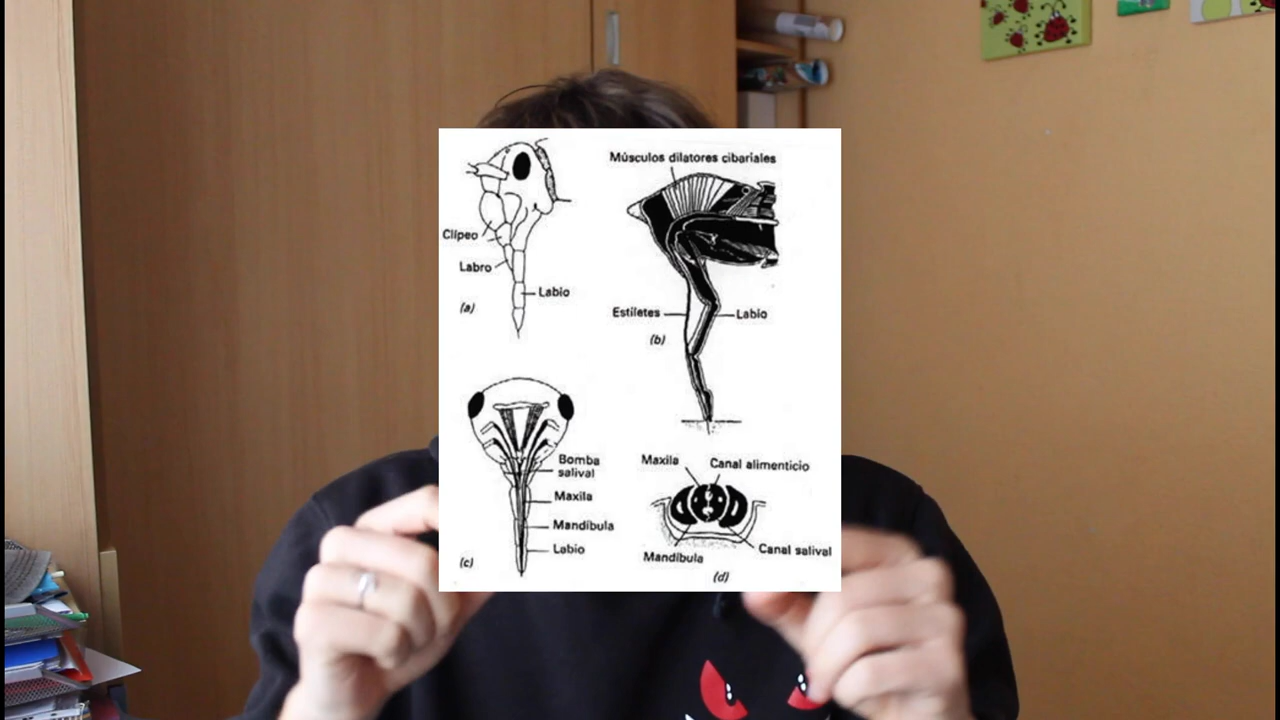 Clípeo
Labro
Labio
(a)
Músculos dilatores cibariales
Estiletes
Labio
(b)
Bomba
salival
Maxila
Mandíbula
Labio
(c)
Maxila
Canal alimenticio
Mandíbula
Canal salival
(d)